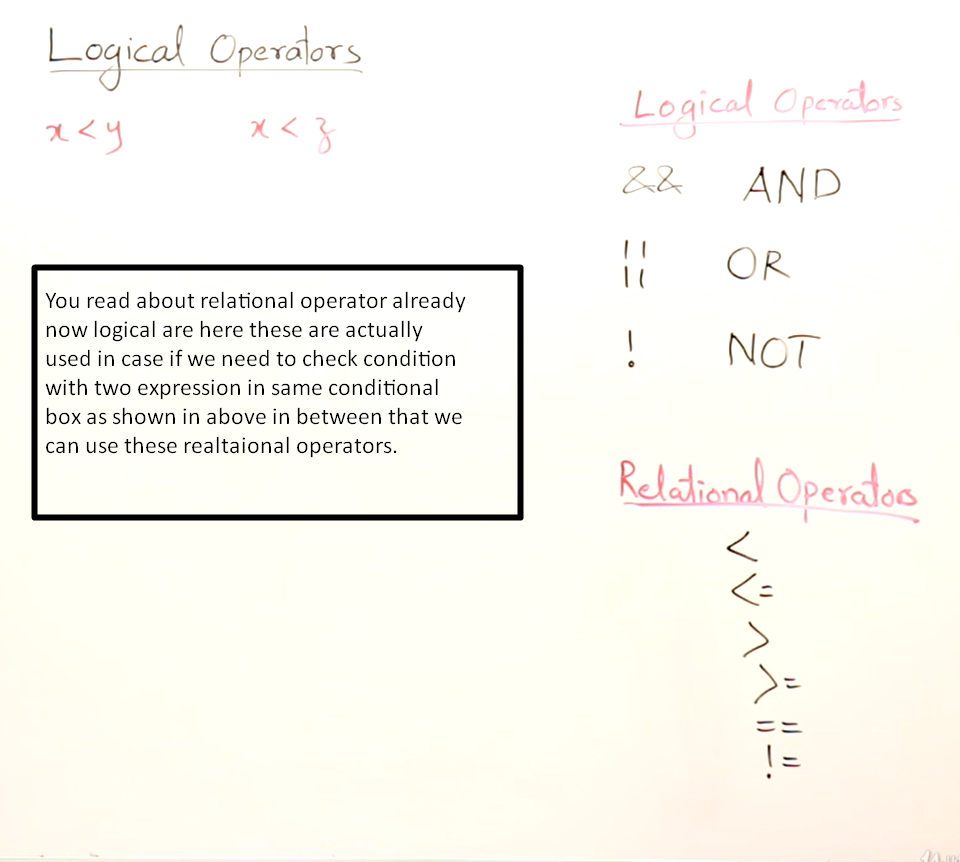 Logical Operators
x < y x < z
You read about relational operator already
now logical are here these are actually
used in case if we need to check condition
with two expression in same conditional
box as shown in above in between that we
can use these realtaional operators.
Logical Operators
&& AND
|| OR
! NOT
Relational Operators
<
<=
>
>=
==
!=